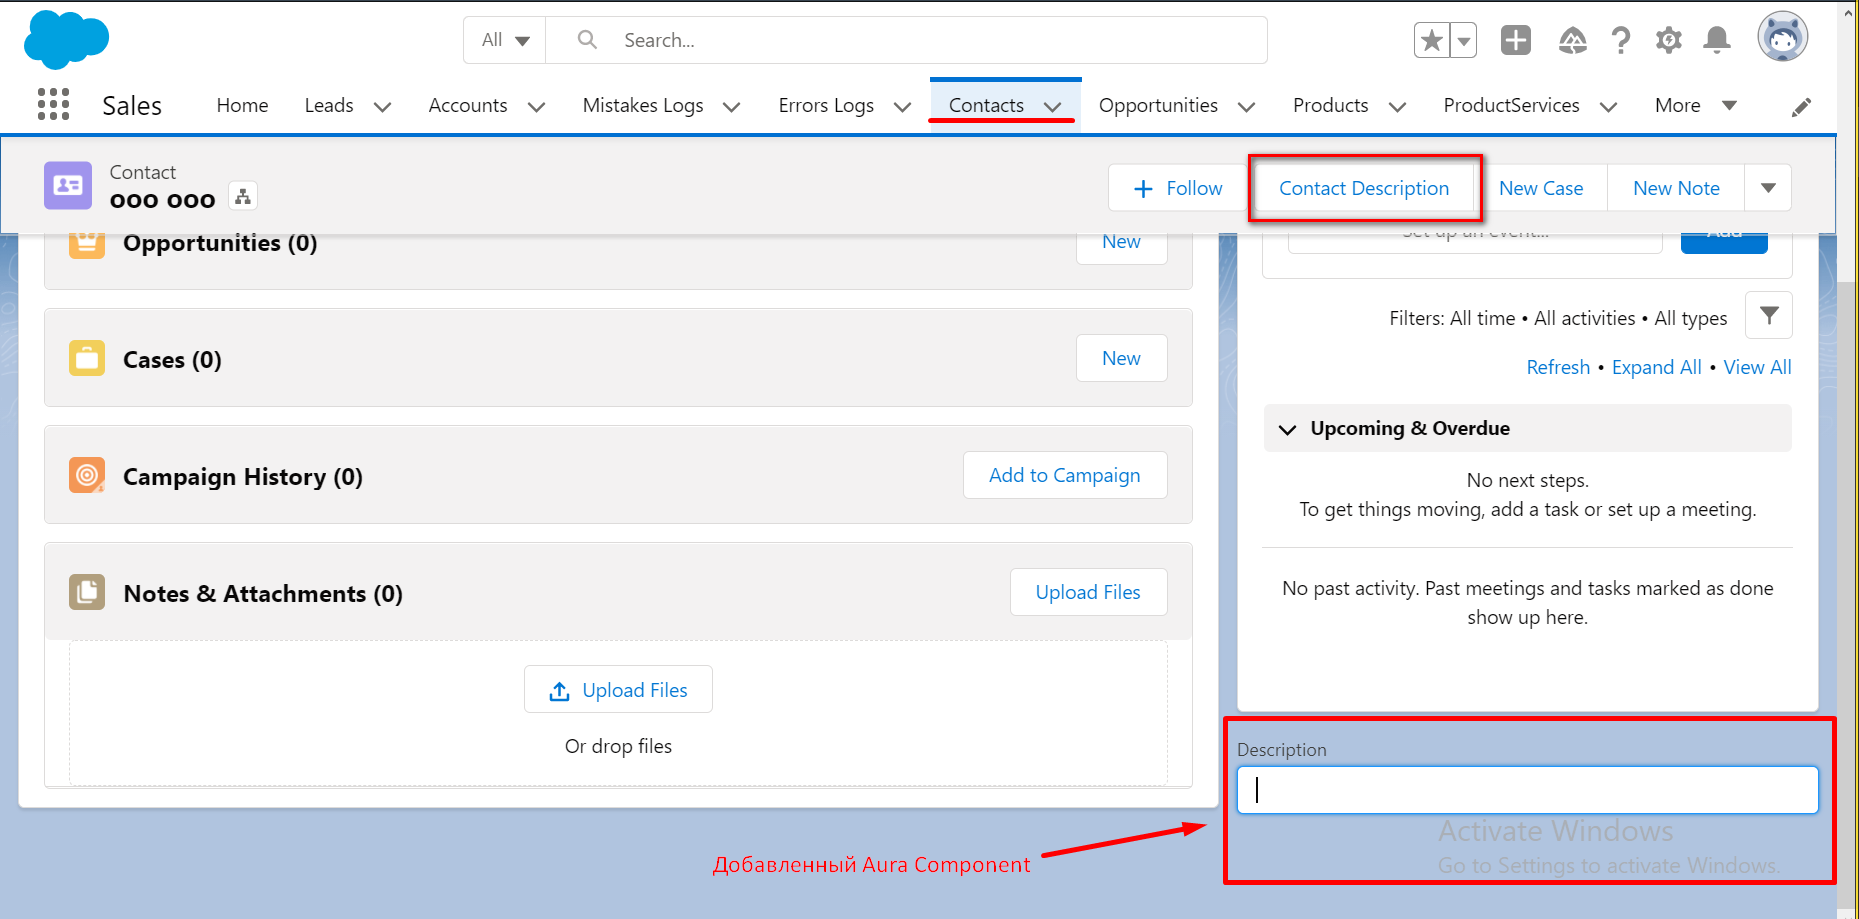 All
Search...
Sales
Home
Leads
Accounts
Mistakes Logs
Errors Logs
Contacts
Opportunities
Products
ProductServices
More
Contact
ooo ooo
Follow
Contact Description
New Case
New Note
Opportunities (0)
New
Set up an event...
Add
Cases (0)
New
Campaign History (0)
Add to Campaign
Notes & Attachments (0)
Upload Files
Upload Files
Or drop files
Filters: All time • All activities • All types
Refresh • Expand All • View All
Upcoming & Overdue
No next steps.
To get things moving, add a task or set up a meeting.
No past activity. Past meetings and tasks marked as done
show up here.
Description
Activate Windows
Go to Settings to activate Windows.
Добавленный Aura Component